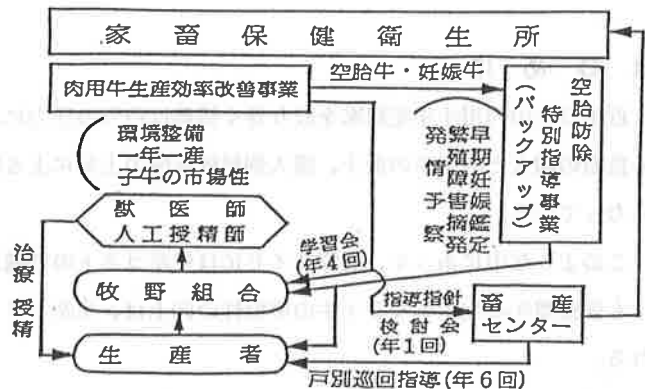 家畜保健衛生所
肉用牛生産効率改善事業
空胎牛・妊娠牛
空胎防除
特別指導事業
(バックアップ)
早期妊娠鑑定
繁殖障害摘発
発情予察
環境整備
一年一産
子牛の市場性
獣医師
人工授精師
治療
授精
学習会
(年4回)
牧野組合
指導指針
検討会
(年1回)
畜産
センター
生産者
戸別巡回指導(年6回)